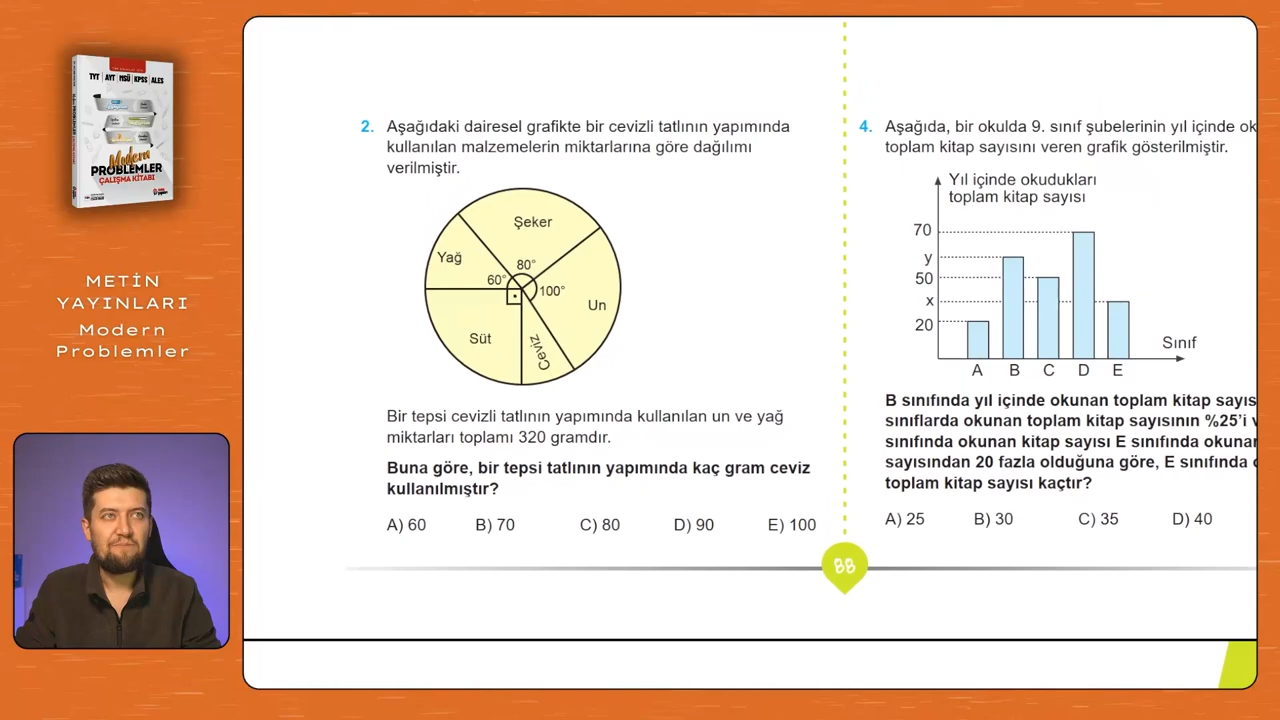 TYT AYT MSÜ KPSS ALES
Modern
PROBLEMLER
ÇALIŞMA KİTABI
METİN
YAYINLARI
Modern
Problemler
2. Aşağıdaki dairesel grafikte bir cevizli tatlının yapımında
kullanılan malzemelerin miktarlarına göre dağılımı
verilmiştir.
Şeker
Yağ
80°
60°
100°
Un
Süt
Ceviz
Bir tepsi cevizli tatlının yapımında kullanılan un ve yağ
miktarları toplamı 320 gramdır.
Buna göre, bir tepsi tatlının yapımında kaç gram ceviz
kullanılmıştır?
A) 60 B) 70 C) 80 D) 90 E) 100
4. Aşağıda, bir okulda 9. sınıf şubelerinin yıl içinde ok
toplam kitap sayısını veren grafik gösterilmiştir.
Yıl içinde okudukları
toplam kitap sayısı
70
y
50
x
20
Sınıf
A B C D E
B sınıfında yıl içinde okunan toplam kitap sayıs
sınıflarda okunan toplam kitap sayısının %25'i v
sınıfında okunan kitap sayısı E sınıfında okunan
sayısından 20 fazla olduğuna göre, E sınıfında o
toplam kitap sayısı kaçtır?
A) 25 B) 30 C) 35 D) 40
88